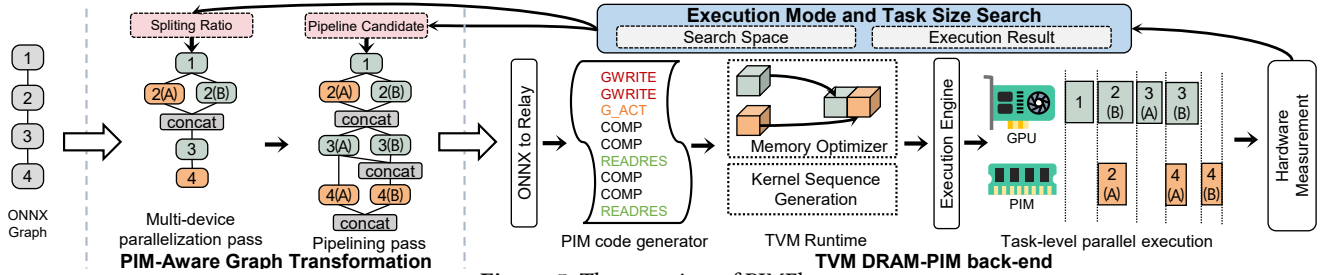 Execution Mode and Task Size Search
Search Space
Execution Result
Spliting Ratio
Pipeline Candidate
1
2
3
4
ONNX
Graph
1
2(A)
2(B)
concat
3
4
Multi-device
parallelization pass
1
2(A)
2(B)
concat
3(A)
3(B)
concat
4(A)
4(B)
concat
Pipelining pass
PIM-Aware Graph Transformation
ONNX to Relay
GWRITE
GWRITE
G_ACT
COMP
COMP
READRES
COMP
COMP
READRES
PIM code generator
Memory Optimizer
Kernel Sequence
Generation
TVM Runtime
Execution Engine
GPU
PIM
1
2
(B)
3
(A)
3
(B)
2
(A)
4
(A)
4
(B)
Task-level parallel execution
TVM DRAM-PIM back-end
Hardware
Measurement